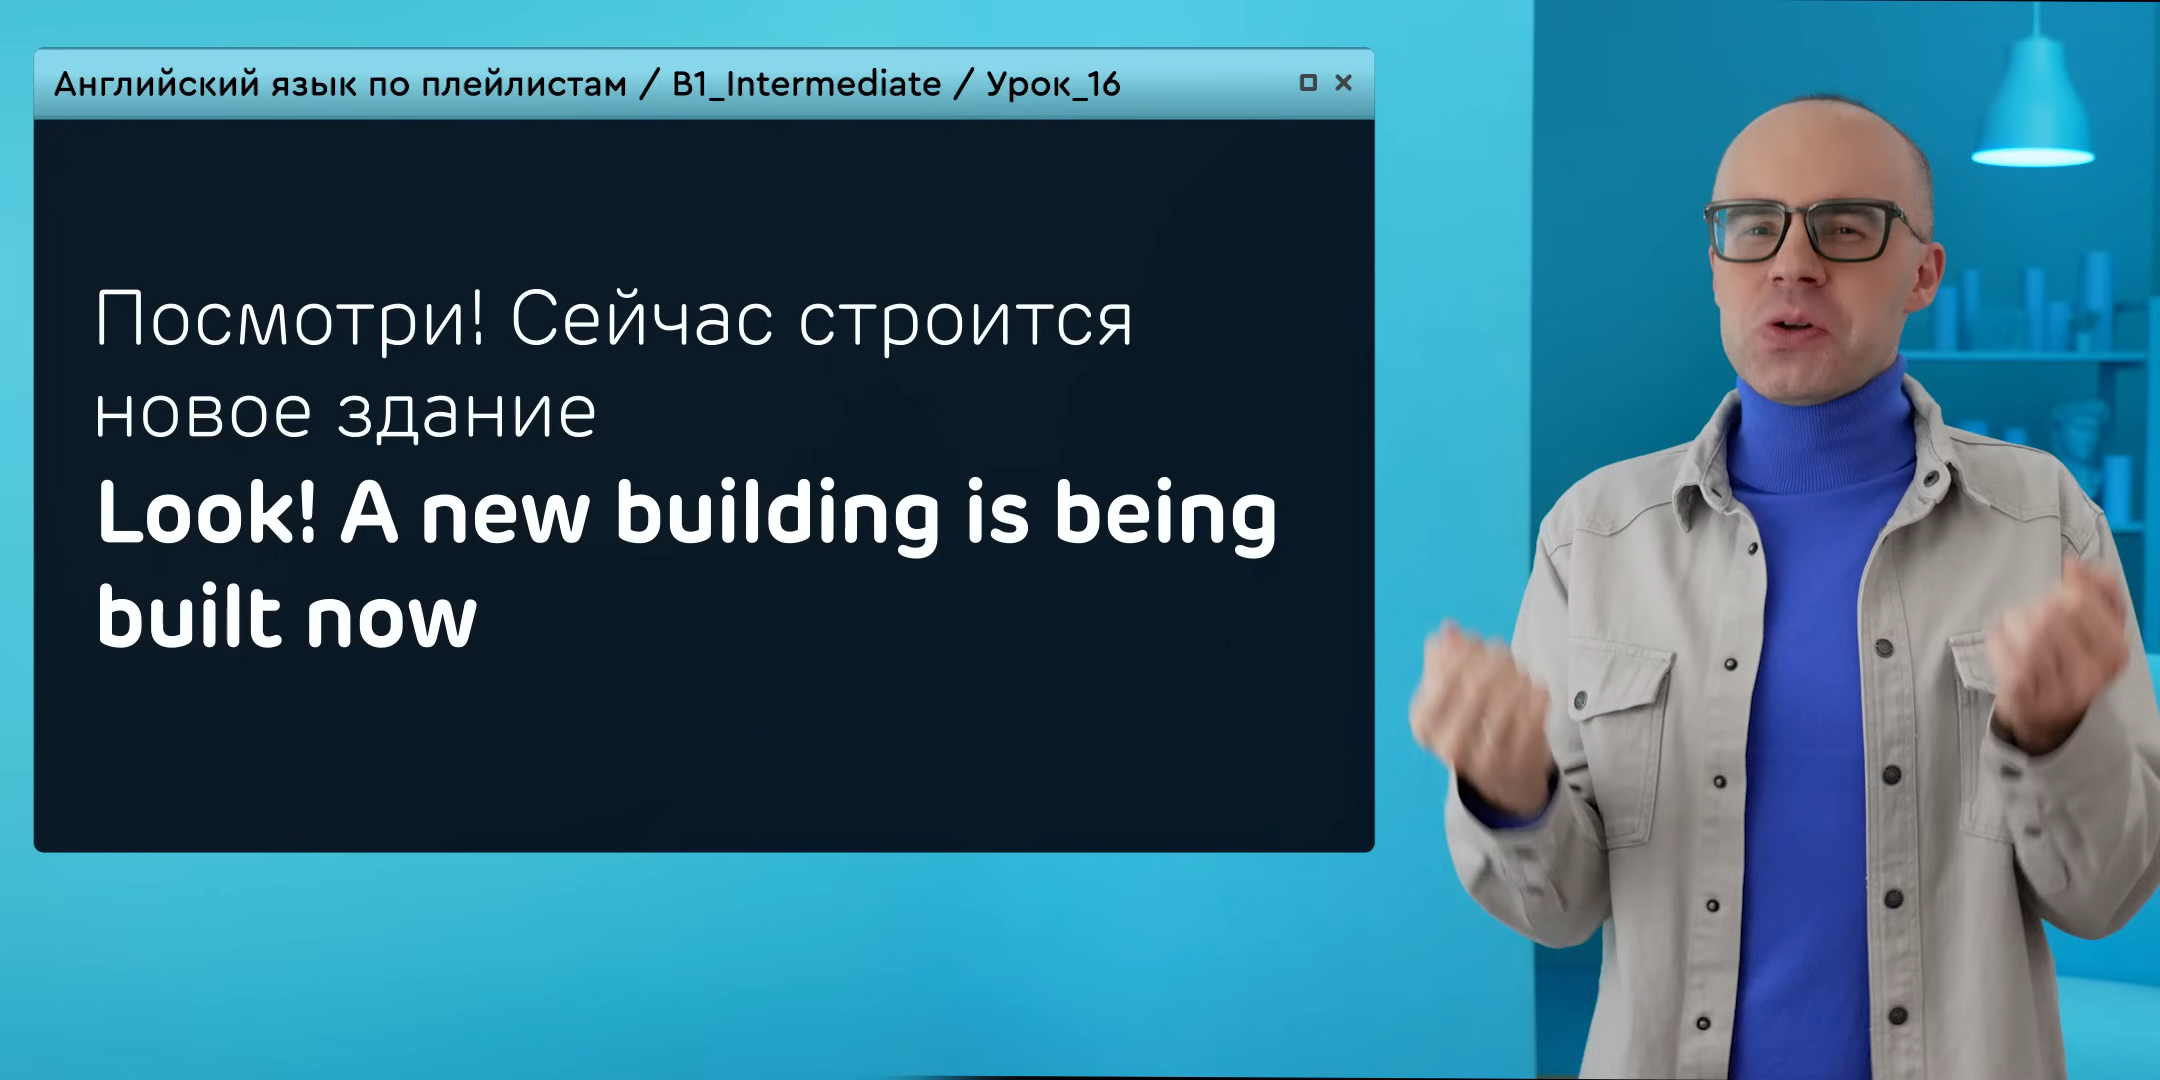 Английский язык по плейлистам / B1_Intermediate / Урок_16
Посмотри! Сейчас строится
новое здание
Look! A new building is being
built now